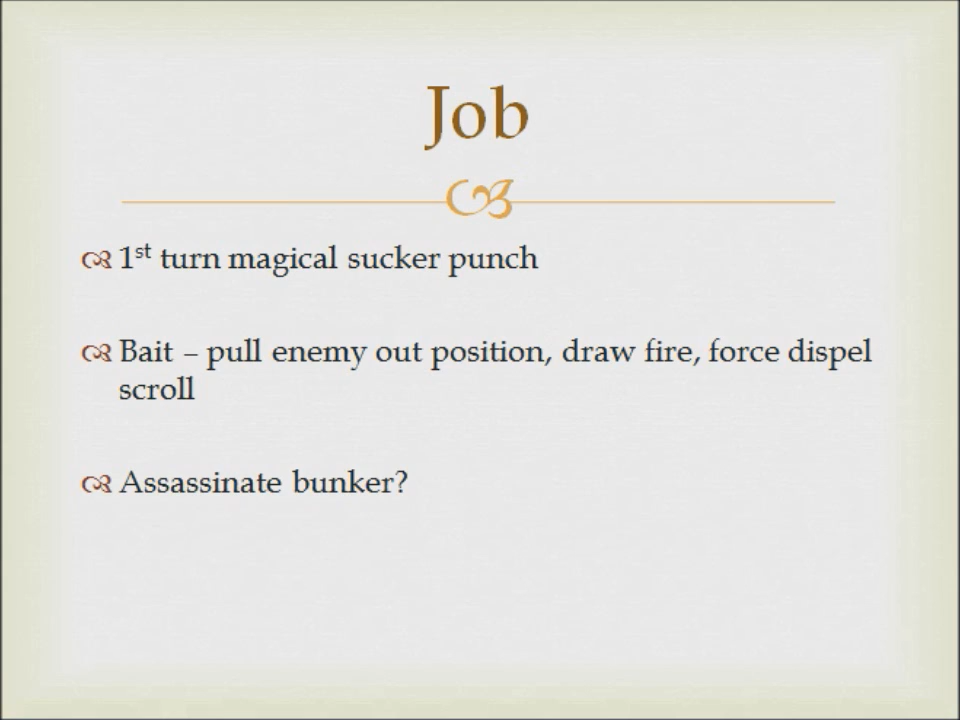 Job
1st turn magical sucker punch
Bait – pull enemy out position, draw fire, force dispel
scroll
Assassinate bunker?